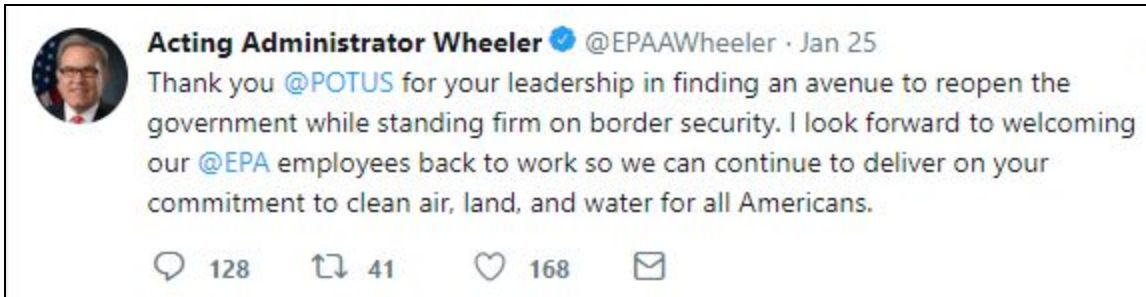 Acting Administrator Wheeler @EPAAWheeler · Jan 25
Thank you @POTUS for your leadership in finding an avenue to reopen the
government while standing firm on border security. I look forward to welcoming
our @EPA employees back to work so we can continue to deliver on your
commitment to clean air, land, and water for all Americans.
128 41 168